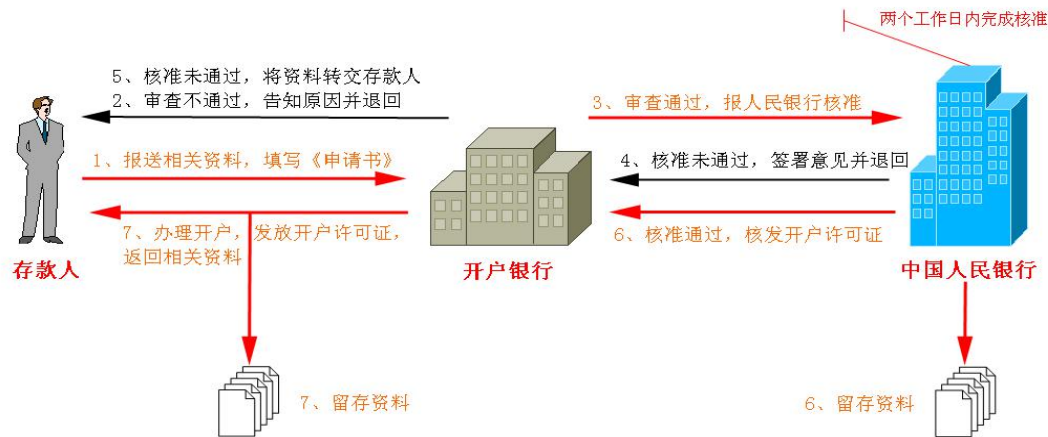 两个工作日内完成核准
5、核准未通过，将资料转交存款人
2、审查不通过，告知原因并退回
3、审查通过，报人民银行核准
1、报送相关资料，填写《申请书》
4、核准未通过，签署意见并退回
7、办理开户，发放开户许可证，
返回相关资料
6、核准通过，核发开户许可证
存款人
开户银行
中国人民银行
7、留存资料
6、留存资料